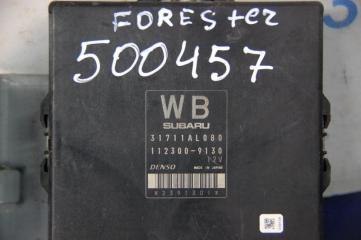 FORESter
500457
WB
SUBARU
31711AL080
112300-9130
12V
DENSO MADE IN JAPAN